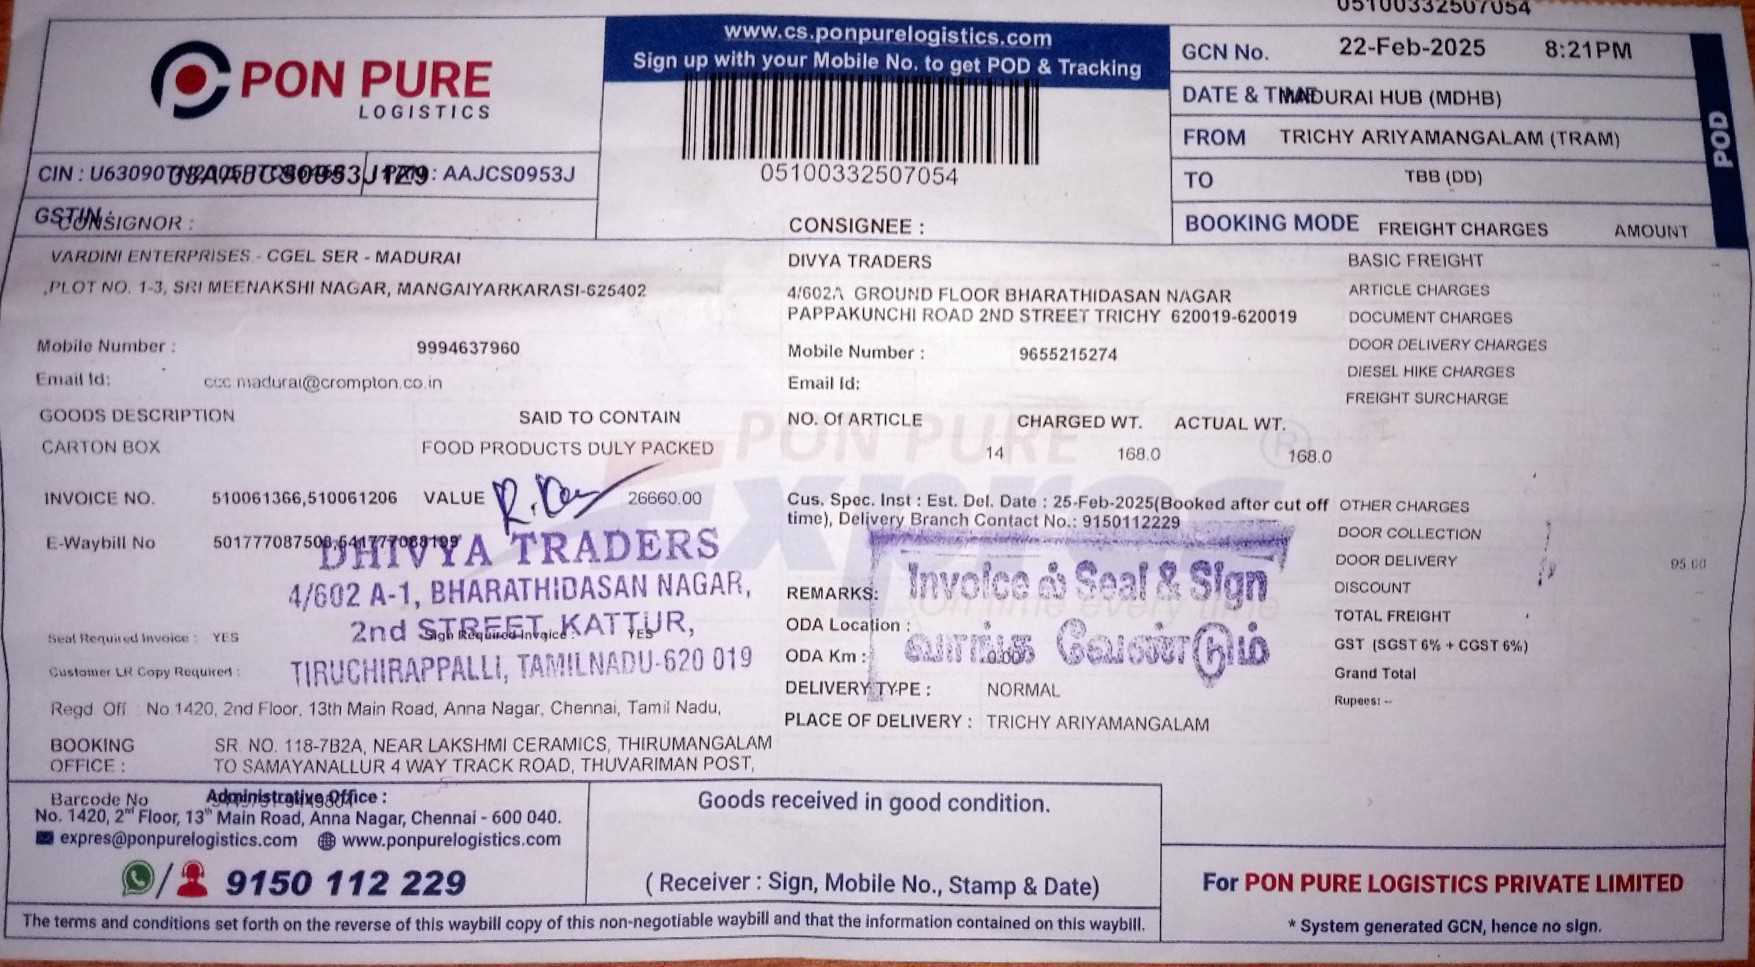 05100332507054
PON PURE
LOGISTICS
www.cs.ponpurelogistics.com
Sign up with your Mobile No. to get POD & Tracking
05100332507054
GCN No. 22-Feb-2025 8:21PM
DATE & TIME MADURAI HUB (MDHB)
FROM TRICHY ARIYAMANGALAM (TRAM)
TO TBB (DD)
BOOKING MODE FREIGHT CHARGES AMOUNT
POD
CIN : PAN : AAJCS0953J
GSTIN :
CONSIGNOR :
VARDINI ENTERPRISES - CGEL SER - MADURAI
,PLOT NO. 1-3, SRI MEENAKSHI NAGAR, MANGAIYARKARASI-625402
Mobile Number : 9994637960
Email Id: ccc.madurai@crompton.co.in
CONSIGNEE :
DIVYA TRADERS
4/602A GROUND FLOOR BHARATHIDASAN NAGAR
PAPPAKUNCHI ROAD 2ND STREET TRICHY 620019-620019
Mobile Number : 9655215274
Email Id:
BASIC FREIGHT
ARTICLE CHARGES
DOCUMENT CHARGES
DOOR DELIVERY CHARGES
DIESEL HIKE CHARGES
FREIGHT SURCHARGE
GOODS DESCRIPTION SAID TO CONTAIN
CARTON BOX FOOD PRODUCTS DULY PACKED
NO. Of ARTICLE CHARGED WT. ACTUAL WT.
14 168.0 168.0
PON PURE
Expres
On time every time
INVOICE NO. 510061366,510061206 VALUE 26660.00
E-Waybill No
DHIVYA TRADERS
4/602 A-1, BHARATHIDASAN NAGAR,
2nd STREET, KATTUR,
TIRUCHIRAPPALLI, TAMILNADU-620 019
Seal Required Invoice : YES Sign Required Invoice : YES
Customer LR Copy Required :
Cus. Spec. Inst : Est. Del. Date : 25-Feb-2025(Booked after cut off
time), Delivery Branch Contact No.: 9150112229
Invoice ல் Seal & Sign
வாங்க வேண்டும்
REMARKS:
ODA Location :
ODA Km :
DELIVERY TYPE : NORMAL
PLACE OF DELIVERY : TRICHY ARIYAMANGALAM
OTHER CHARGES
DOOR COLLECTION
DOOR DELIVERY 95.00
DISCOUNT
TOTAL FREIGHT
GST (SGST 6% + CGST 6%)
Grand Total
Rupees: --
Regd Off : No 1420, 2nd Floor, 13th Main Road, Anna Nagar, Chennai, Tamil Nadu,
BOOKING OFFICE : SR. NO. 118-7B2A, NEAR LAKSHMI CERAMICS, THIRUMANGALAM
TO SAMAYANALLUR 4 WAY TRACK ROAD, THUVARIMAN POST,
Barcode No
Administrative Office :
No. 1420, 2nd Floor, 13th Main Road, Anna Nagar, Chennai - 600 040.
expres@ponpurelogistics.com www.ponpurelogistics.com
9150 112 229
Goods received in good condition.
( Receiver : Sign, Mobile No., Stamp & Date)
For PON PURE LOGISTICS PRIVATE LIMITED
* System generated GCN, hence no sign.
The terms and conditions set forth on the reverse of this waybill copy of this non-negotiable waybill and that the information contained on this waybill.